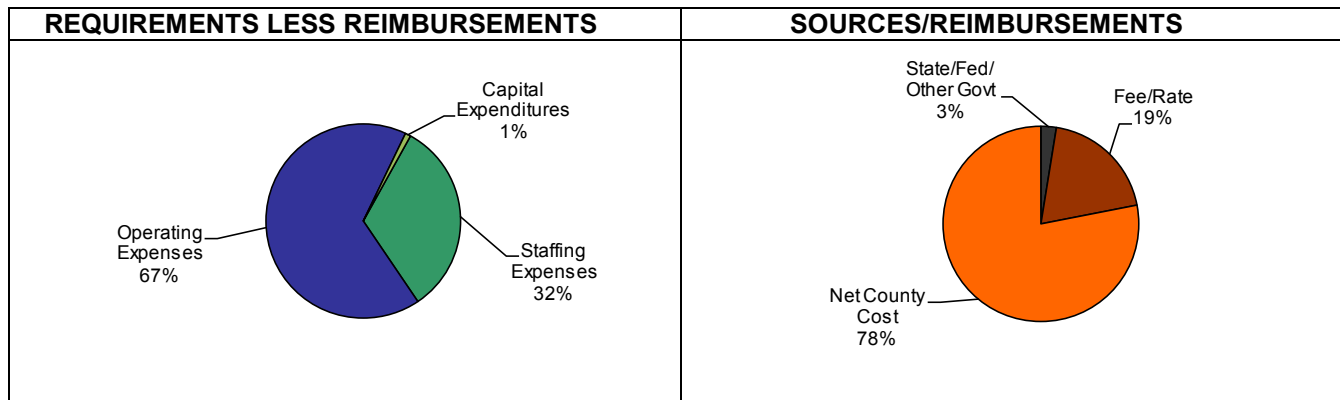 REQUIREMENTS LESS REIMBURSEMENTS
Capital
Expenditures
1%
Operating
Expenses
67%
Staffing
Expenses
32%
SOURCES/REIMBURSEMENTS
State/Fed/
Other Govt
3%
Fee/Rate
19%
Net County
Cost
78%